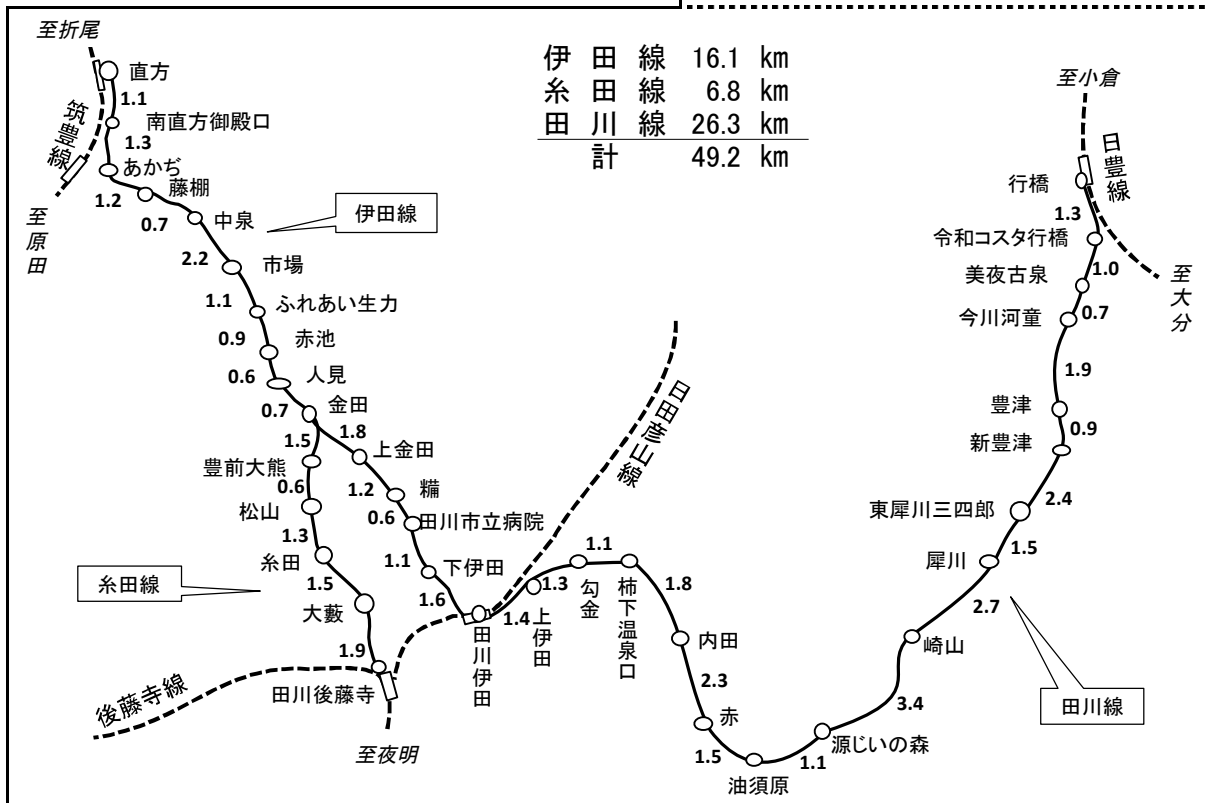 至折尾
直方
1.1
南直方御殿口
筑豊線
1.3
あかぢ
1.2
藤棚
0.7
中泉
至原田
伊田線
2.2
市場
1.1
ふれあい生力
0.9
赤池
0.6
人見
0.7
金田
1.5
1.8
豊前大熊
上金田
0.6
1.2
糒
松山
0.6
田川市立病院
1.3
糸田
1.1
下伊田
糸田線
1.5
大藪
1.6
1.9
田川後藤寺
後藤寺線
至夜明
伊田線 16.1 km
糸田線 6.8 km
田川線 26.3 km
計 49.2 km
日田彦山線
田川伊田
1.4
上伊田
1.3
勾金
1.1
柿下温泉口
1.8
内田
2.3
赤
1.5
油須原
1.1
源じいの森
3.4
崎山
2.7
田川線
犀川
1.5
東犀川三四郎
2.4
新豊津
0.9
豊津
1.9
今川河童
0.7
美夜古泉
1.0
令和コスタ行橋
1.3
行橋
日豊線
至小倉
至大分